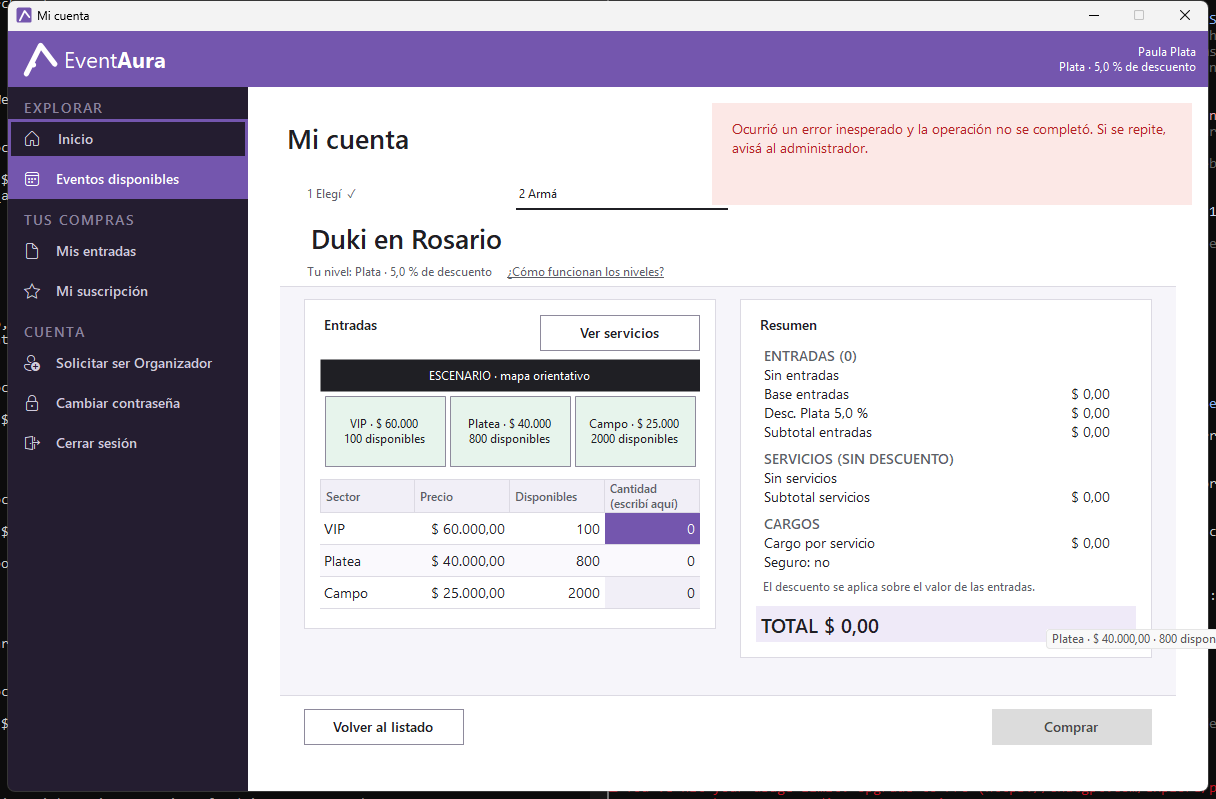 Mi cuenta
EventAura
Paula Plata
Plata · 5,0 % de descuento
EXPLORAR
Inicio
Eventos disponibles
TUS COMPRAS
Mis entradas
Mi suscripción
CUENTA
Solicitar ser Organizador
Cambiar contraseña
Cerrar sesión
Mi cuenta
Ocurrió un error inesperado y la operación no se completó. Si se repite,
avisá al administrador.
1 Elegí ✓
2 Armá
Duki en Rosario
Tu nivel: Plata · 5,0 % de descuento ¿Cómo funcionan los niveles?
Entradas
Ver servicios
ESCENARIO · mapa orientativo
VIP · $ 60.000
100 disponibles
Platea · $ 40.000
800 disponibles
Campo · $ 25.000
2000 disponibles
Sector Precio Disponibles Cantidad
(escribí aquí)
VIP $ 60.000,00 100 0
Platea $ 40.000,00 800 0
Campo $ 25.000,00 2000 0
Resumen
ENTRADAS (0)
Sin entradas
Base entradas $ 0,00
Desc. Plata 5,0 % $ 0,00
Subtotal entradas $ 0,00
SERVICIOS (SIN DESCUENTO)
Sin servicios
Subtotal servicios $ 0,00
CARGOS
Cargo por servicio $ 0,00
Seguro: no
El descuento se aplica sobre el valor de las entradas.
TOTAL $ 0,00
Platea · $ 40.000,00 · 800 dispon
Volver al listado
Comprar